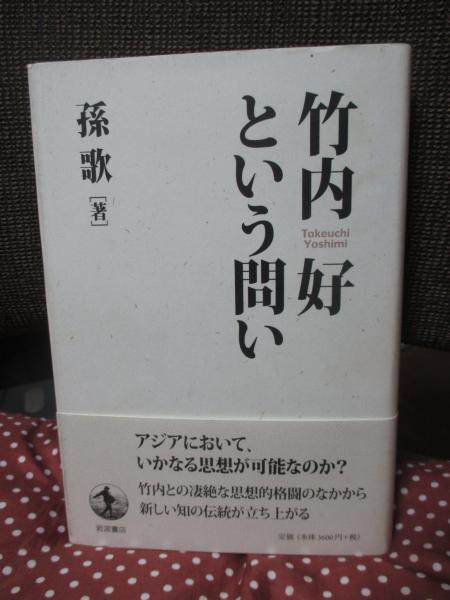 竹内 好
Takeuchi
Yoshimi
という問い
孫歌
[著]
アジアにおいて、
いかなる思想が可能なのか?
竹内との凄絶な思想的格闘のなかから
新しい知の伝統が立ち上がる
岩波書店
定価(本体3600円+税)